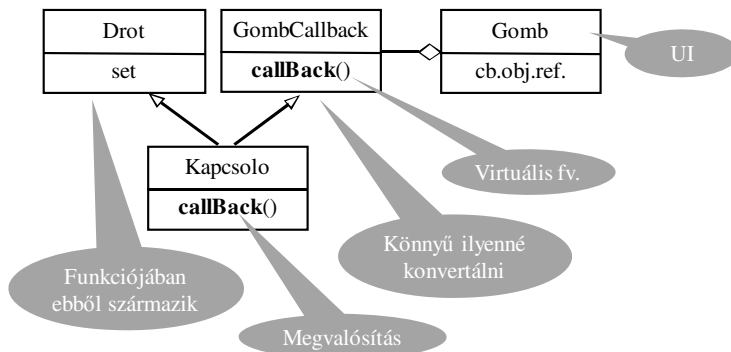 Drot
set
GombCallback
callBack()
Gomb
cb.obj.ref.
UI
Kapcsolo
callBack()
Virtuális fv.
Könnyű ilyenné
konvertálni
Funkciójában
ebből származik
Megvalósítás